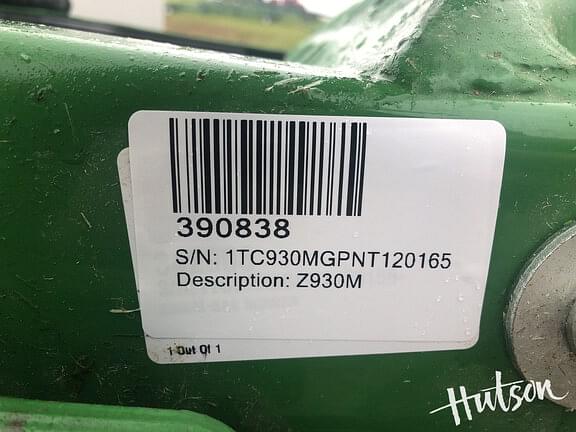 390838
S/N: 1TC930MGPNT120165
Description: Z930M
1 Out Of 1
Hutson